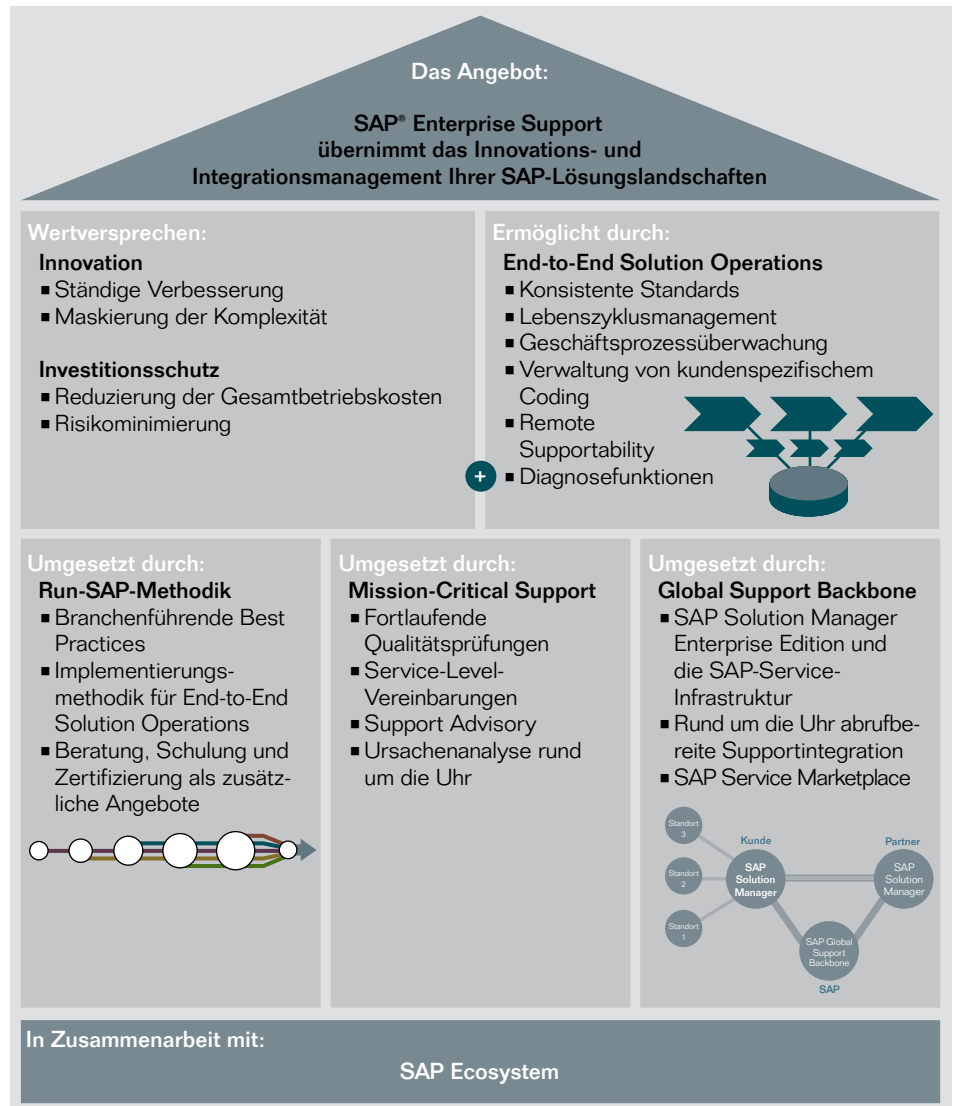 Das Angebot:
SAP® Enterprise Support
übernimmt das Innovations- und
Integrationsmanagement Ihrer SAP-Lösungslandschaften
Wertversprechen:
Innovation
▪ Ständige Verbesserung
▪ Maskierung der Komplexität
Investitionsschutz
▪ Reduzierung der Gesamtbetriebskosten
▪ Risikominimierung
+
Ermöglicht durch:
End-to-End Solution Operations
▪ Konsistente Standards
▪ Lebenszyklusmanagement
▪ Geschäftsprozessüberwachung
▪ Verwaltung von kundenspezifischem
Coding
▪ Remote
Supportability
▪ Diagnosefunktionen
Umgesetzt durch:
Run-SAP-Methodik
▪ Branchenführende Best
Practices
▪ Implementierungs-
methodik für End-to-End
Solution Operations
▪ Beratung, Schulung und
Zertifizierung als zusätz-
liche Angebote
Umgesetzt durch:
Mission-Critical Support
▪ Fortlaufende
Qualitätsprüfungen
▪ Service-Level-
Vereinbarungen
▪ Support Advisory
▪ Ursachenanalyse rund
um die Uhr
Umgesetzt durch:
Global Support Backbone
▪ SAP Solution Manager
Enterprise Edition und
die SAP-Service-
Infrastruktur
▪ Rund um die Uhr abrufbe-
reite Supportintegration
▪ SAP Service Marketplace
Standort
3
Standort
2
Standort
1
Kunde
SAP
Solution
Manager
Partner
SAP
Solution
Manager
SAP Global
Support
Backbone
SAP
In Zusammenarbeit mit:
SAP Ecosystem